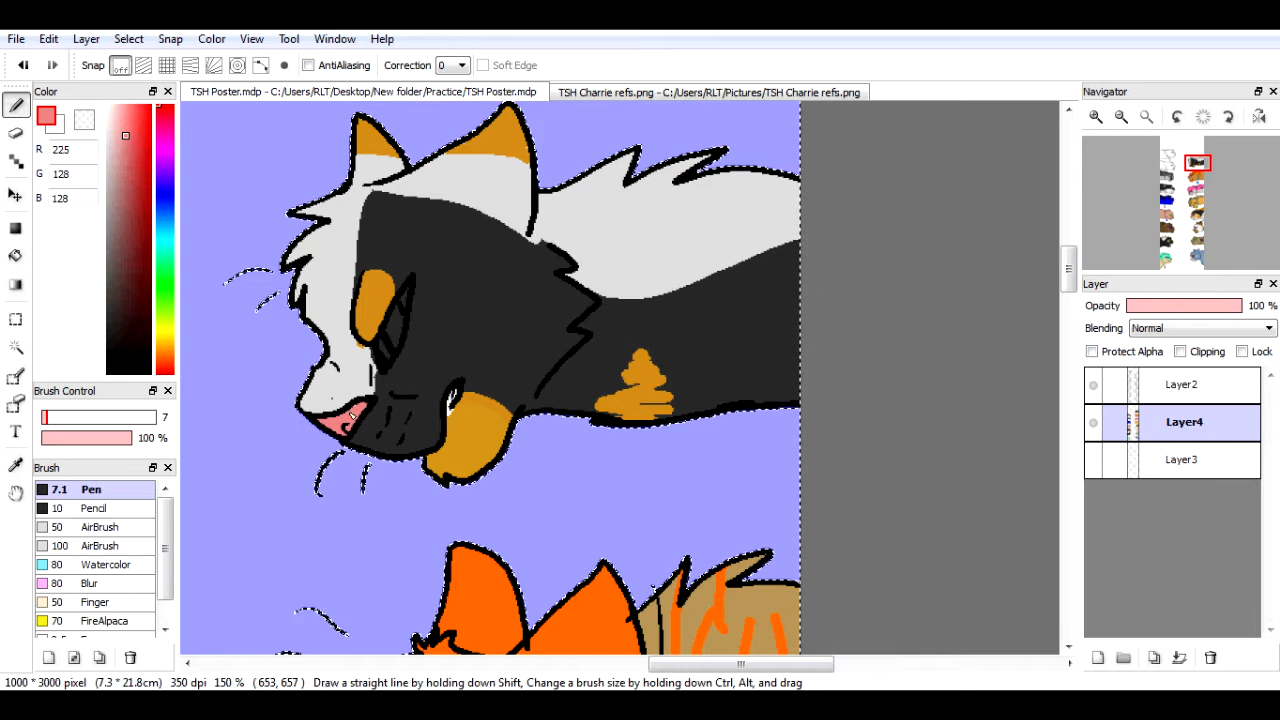 File Edit Layer Select Snap Color View Tool Window Help
Snap off AntiAliasing Correction 0 Soft Edge
Color
TSH Poster.mdp - C:/Users/RLT/Desktop/New folder/Practice/TSH Poster.mdp
TSH Charrie refs.png - C:/Users/RLT/Pictures/TSH Charrie refs.png
Navigator
R 225
G 128
B 128
Layer
Opacity 100 %
Blending Normal
Protect Alpha Clipping Lock
Layer2
Layer4
Layer3
Brush Control
7
100 %
Brush
7.1 Pen
10 Pencil
50 AirBrush
100 AirBrush
80 Watercolor
80 Blur
50 Finger
70 FireAlpaca
1000 * 3000 pixel (7.3 * 21.8cm) 350 dpi 150 % ( 653, 657 ) Draw a straight line by holding down Shift, Change a brush size by holding down Ctrl, Alt, and drag